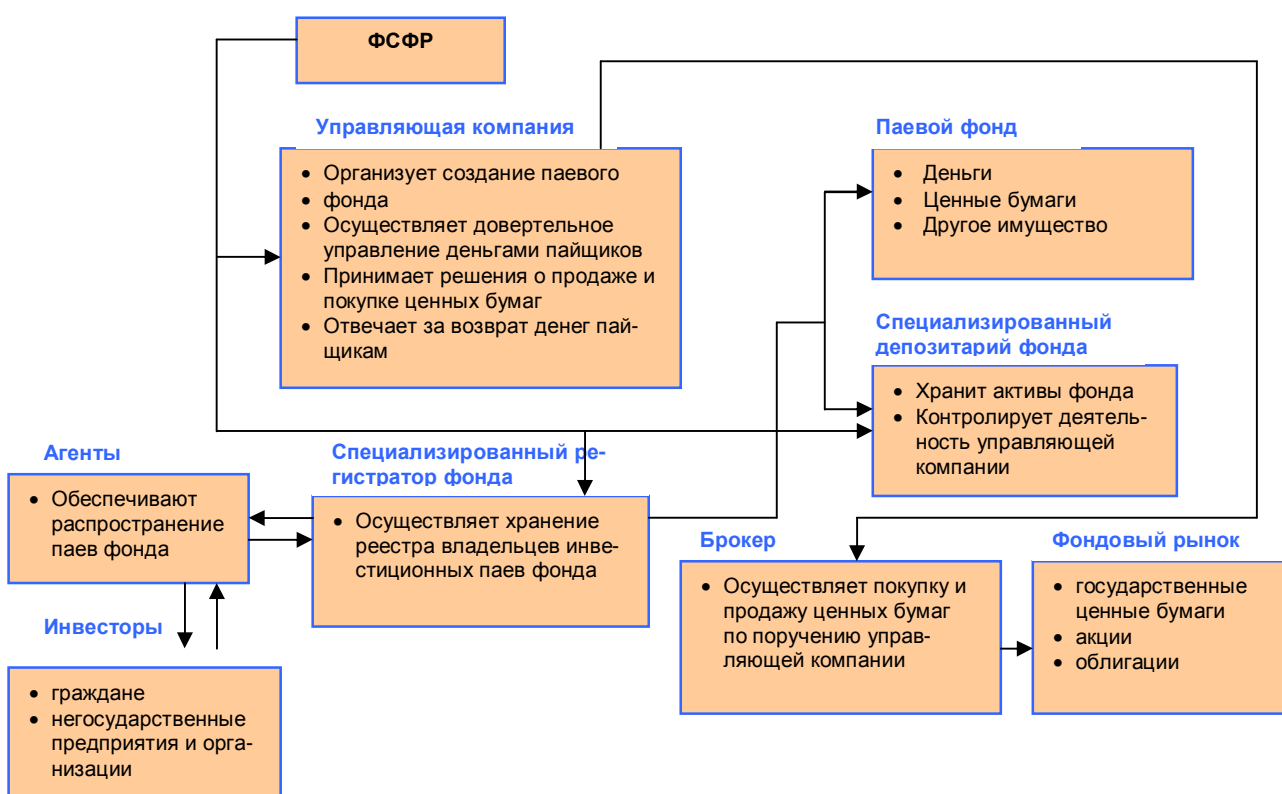 ФСФР
Управляющая компания
• Организует создание паевого
• фонда
• Осуществляет довертельное
управление деньгами пайщиков
• Принимает решения о продаже и
покупке ценных бумаг
• Отвечает за возврат денег пай-
щикам
Паевой фонд
• Деньги
• Ценные бумаги
• Другое имущество
Специализированный
депозитарий фонда
• Хранит активы фонда
• Контролирует деятель-
ность управляющей
компании
Агенты
• Обеспечивают
распространение
паев фонда
Специализированный ре-
гистратор фонда
• Осуществляет хранение
реестра владельцев инве-
стиционных паев фонда
Брокер
• Осуществляет покупку и
продажу ценных бумаг
по поручению управ-
ляющей компании
Фондовый рынок
• государственные
ценные бумаги
• акции
• облигации
Инвесторы
• граждане
• негосударственные
предприятия и орга-
низации